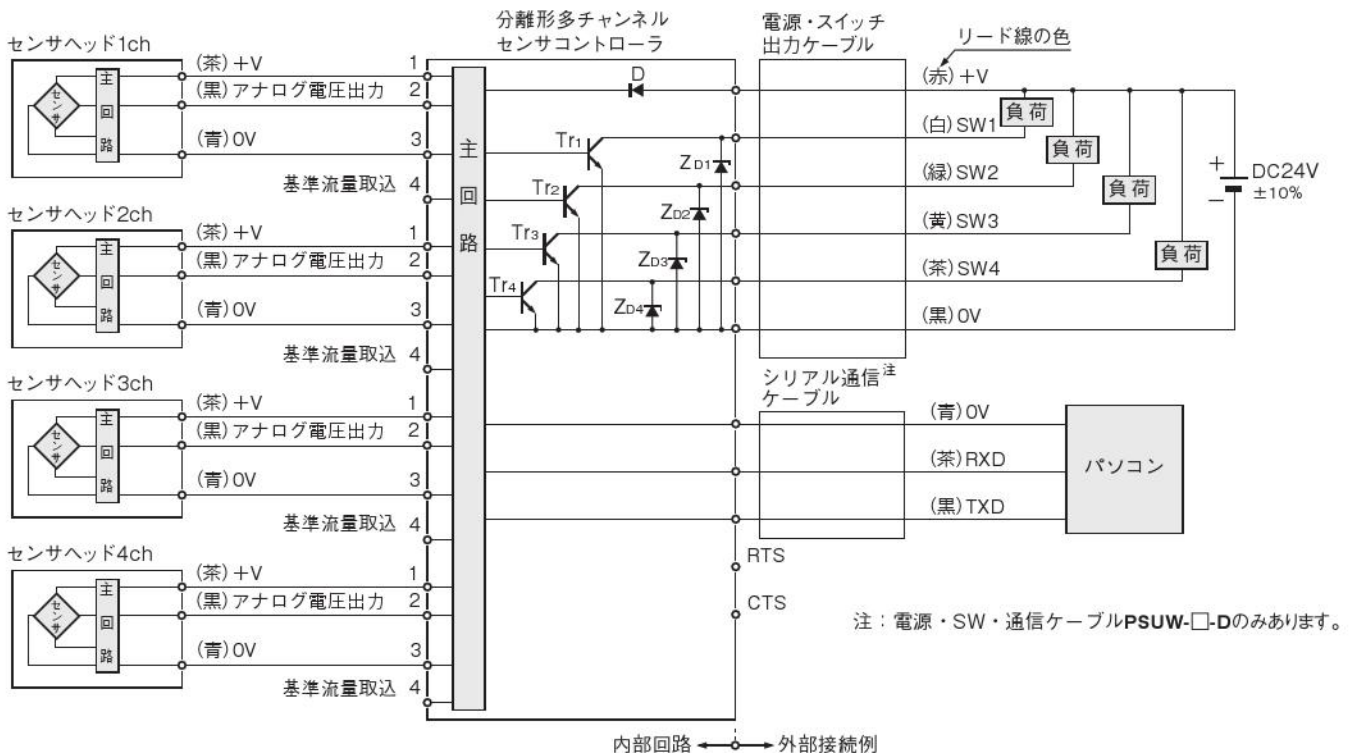 分離形多チャンネル
センサコントローラ
電源・スイッチ
出力ケーブル
リード線の色
センサヘッド1ch
センサ
主回路
(茶)+V
1
(黒)アナログ電圧出力
2
(青)0V
3
基準流量取込
4
センサヘッド2ch
センサ
主回路
(茶)+V
1
(黒)アナログ電圧出力
2
(青)0V
3
基準流量取込
4
センサヘッド3ch
センサ
主回路
(茶)+V
1
(黒)アナログ電圧出力
2
(青)0V
3
基準流量取込
4
センサヘッド4ch
センサ
主回路
(茶)+V
1
(黒)アナログ電圧出力
2
(青)0V
3
基準流量取込
4
主回路
D
Tr1
ZD1
Tr2
ZD2
Tr3
ZD3
Tr4
ZD4
(赤)+V
(白)SW1
(緑)SW2
(黄)SW3
(茶)SW4
(黒)0V
負荷
負荷
負荷
負荷
+
−
DC24V
±10%
シリアル通信注
ケーブル
(青)0V
(茶)RXD
(黒)TXD
パソコン
RTS
CTS
注:電源・SW・通信ケーブルPSUW-□-Dのみあります。
内部回路
外部接続例